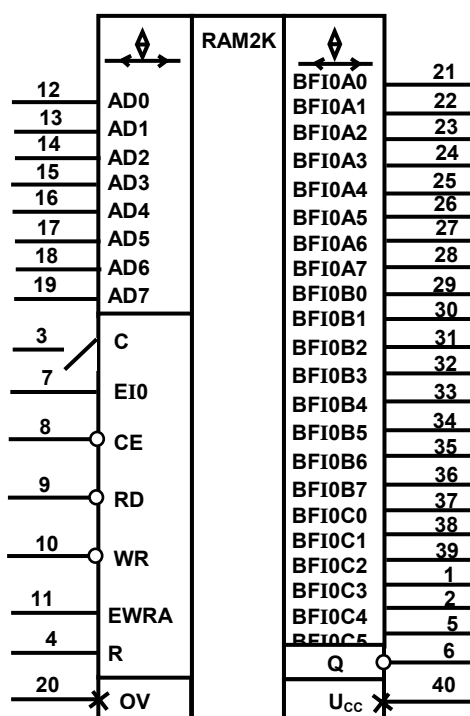 RAM2K
12 AD0
13 AD1
14 AD2
15 AD3
16 AD4
17 AD5
18 AD6
19 AD7
3 C
7 EI0
8 CE
9 RD
10 WR
11 EWRA
4 R
20 OV
BFI0A0 21
BFI0A1 22
BFI0A2 23
BFI0A3 24
BFI0A4 25
BFI0A5 26
BFI0A6 27
BFI0A7 28
BFI0B0 29
BFI0B1 30
BFI0B2 31
BFI0B3 32
BFI0B4 33
BFI0B5 34
BFI0B6 35
BFI0B7 36
BFI0C0 37
BFI0C1 38
BFI0C2 39
BFI0C3 1
BFI0C4 2
BFI0C5 5
Q 6
Ucc 40